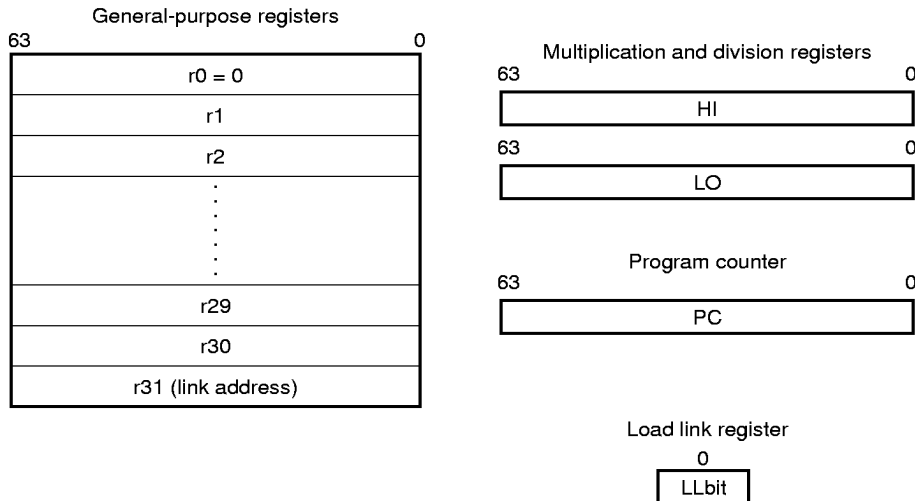 General-purpose registers
63 0
r0 = 0
r1
r2
r29
r30
r31 (link address)
Multiplication and division registers
63 0
HI
63 0
LO
Program counter
63 0
PC
Load link register
0
LLbit